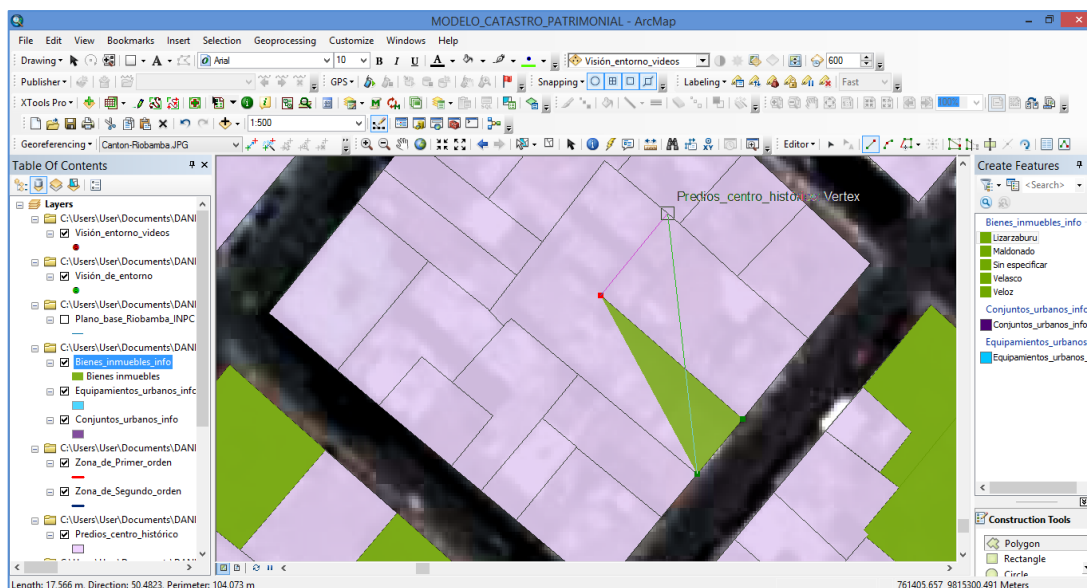 MODELO_CATASTRO_PATRIMONIAL - ArcMap
File Edit View Bookmarks Insert Selection Geoprocessing Customize Windows Help
Drawing A Arial 10 B I U A Visión_entorno_videos 600
Publisher GPS Snapping Labeling Fast
XTools Pro 100%
1:500
Georeferencing Canton-Riobamba.JPG Editor
Table Of Contents
Layers
C:\Users\User\Documents\DANI
Visión_entorno_videos
C:\Users\User\Documents\DANI
Visión_de_entorno
C:\Users\User\Documents\DANI
Plano_base_Riobamba_INPC
C:\Users\User\Documents\DANI
Bienes_inmuebles_info
Bienes inmuebles
Equipamientos_urbanos_info
Conjuntos_urbanos_info
C:\Users\User\Documents\DANI
Zona_de_Primer_orden
Zona_de_Segundo_orden
C:\Users\User\Documents\DANI
Predios_centro_histórico
Predios_centro_histórico: Vertex
Create Features
<Search>
Bienes_inmuebles_info
Lizarzaburu
Maldonado
Sin especificar
Velasco
Veloz
Conjuntos_urbanos_info
Conjuntos_urbanos_info
Equipamientos_urbanos
Equipamientos_urbanos_
Construction Tools
Polygon
Rectangle
Circle
Length: 17.566 m, Direction: 50.4823, Perimeter: 104.073 m
761405.657 9815300.491 Meters